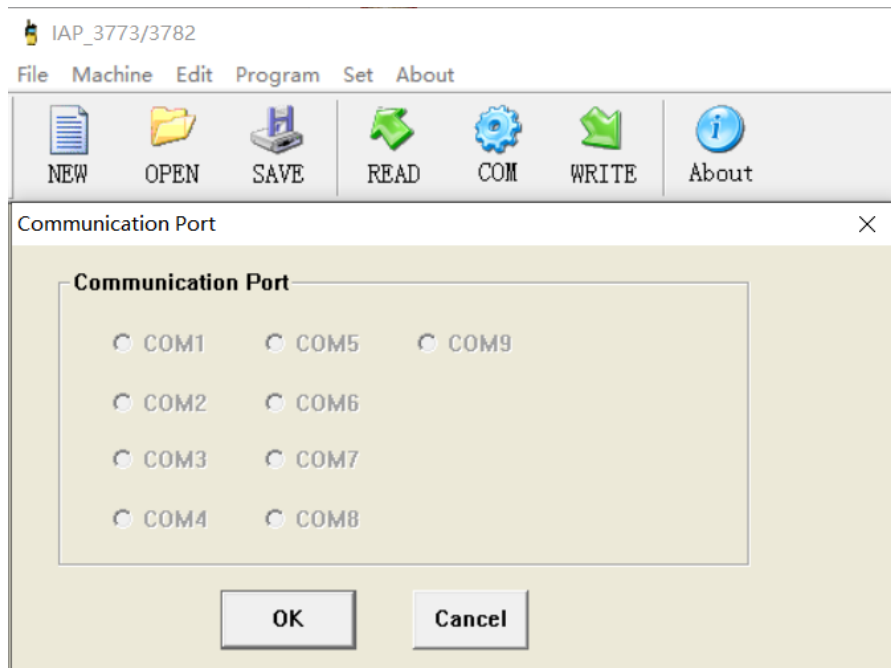 IAP_3773/3782
File Machine Edit Program Set About
NEW OPEN SAVE READ COM WRITE About
Communication Port
Communication Port
COM1 COM5 COM9
COM2 COM6
COM3 COM7
COM4 COM8
OK Cancel